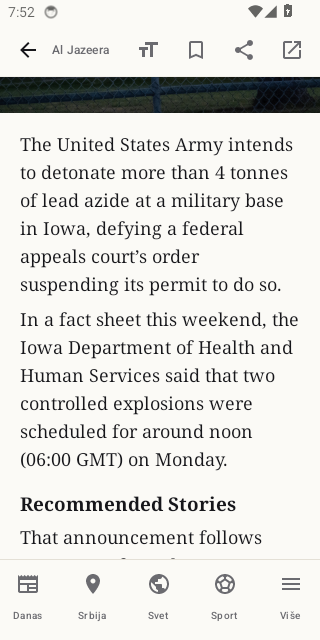 7:52
Al Jazeera
The United States Army intends
to detonate more than 4 tonnes
of lead azide at a military base
in Iowa, defying a federal
appeals court’s order
suspending its permit to do so.
In a fact sheet this weekend, the
Iowa Department of Health and
Human Services said that two
controlled explosions were
scheduled for around noon
(06:00 GMT) on Monday.
Recommended Stories
That announcement follows
Danas Srbija Svet Sport Više